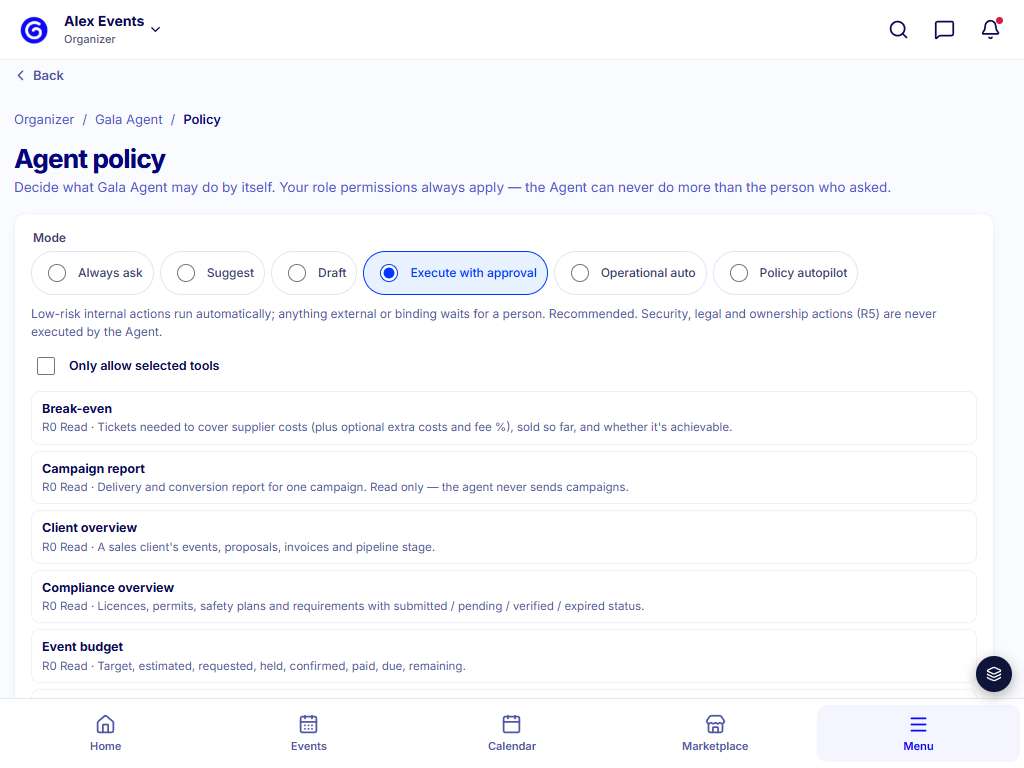 Alex Events
Organizer
Back
Organizer / Gala Agent / Policy
Agent policy
Decide what Gala Agent may do by itself. Your role permissions always apply — the Agent can never do more than the person who asked.
Mode
Always ask
Suggest
Draft
Execute with approval
Operational auto
Policy autopilot
Low-risk internal actions run automatically; anything external or binding waits for a person. Recommended. Security, legal and ownership actions (R5) are never
executed by the Agent.
Only allow selected tools
Break-even
R0 Read · Tickets needed to cover supplier costs (plus optional extra costs and fee %), sold so far, and whether it's achievable.
Campaign report
R0 Read · Delivery and conversion report for one campaign. Read only — the agent never sends campaigns.
Client overview
R0 Read · A sales client's events, proposals, invoices and pipeline stage.
Compliance overview
R0 Read · Licences, permits, safety plans and requirements with submitted / pending / verified / expired status.
Event budget
R0 Read · Target, estimated, requested, held, confirmed, paid, due, remaining.
Home
Events
Calendar
Marketplace
Menu